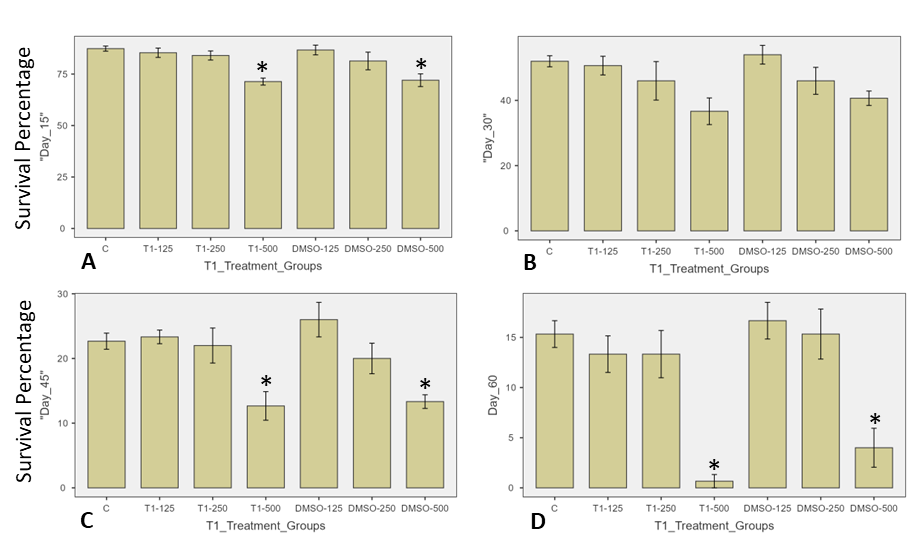 Survival Percentage
"Day_15"
75
50
25
0
*
*
C T1-125 T1-250 T1-500 DMSO-125 DMSO-250 DMSO-500
A
T1_Treatment_Groups
"Day_30"
40
20
0
C T1-125 T1-250 T1-500 DMSO-125 DMSO-250 DMSO-500
B
T1_Treatment_Groups
Survival Percentage
"Day_45"
30
20
10
0
*
*
C T1-125 T1-250 T1-500 DMSO-125 DMSO-250 DMSO-500
C
T1_Treatment_Groups
Day_60
15
10
5
0
*
*
C T1-125 T1-250 T1-500 DMSO-125 DMSO-250 DMSO-500
D
T1_Treatment_Groups